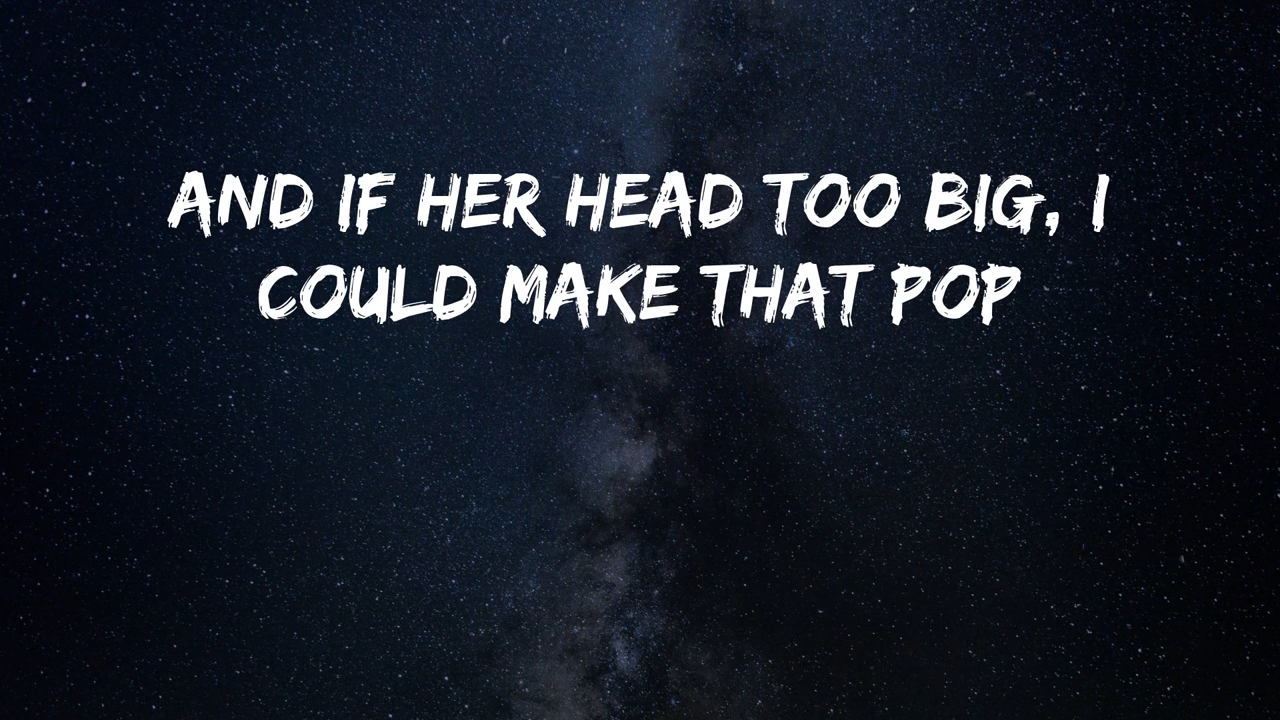 AND IF HER HEAD TOO BIG, I
COULD MAKE THAT POP